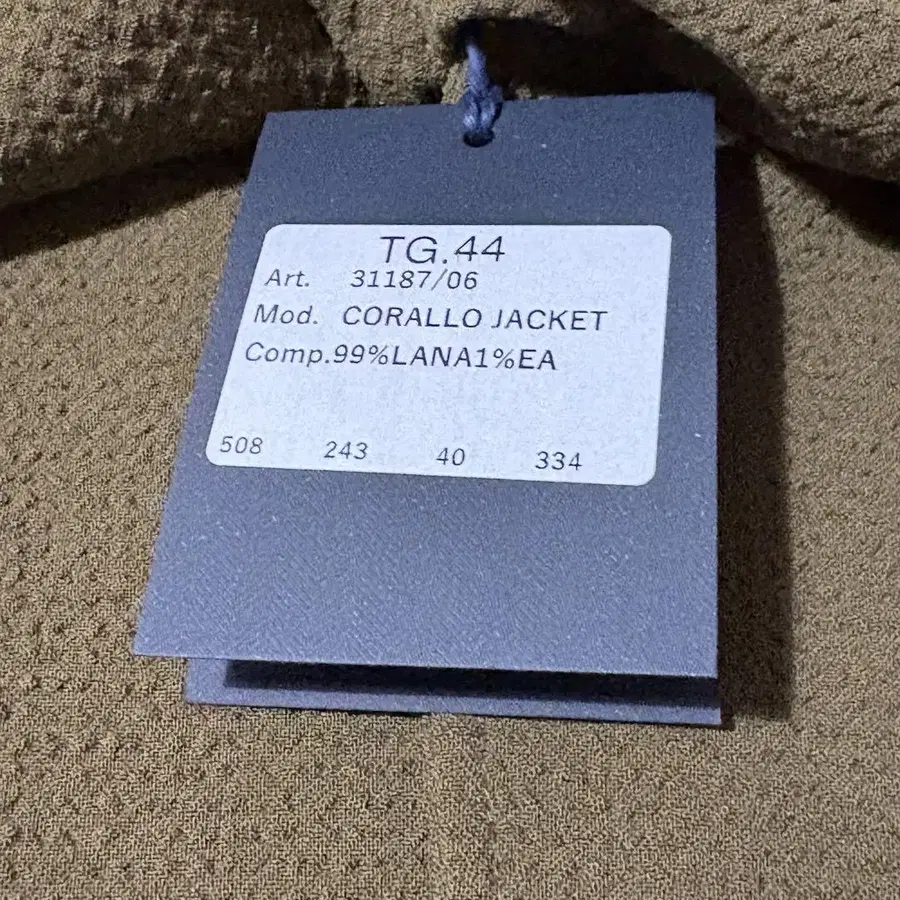 TG.44
Art. 31187/06
Mod. CORALLO JACKET
Comp.99%LANA1%EA
508 243 40 334